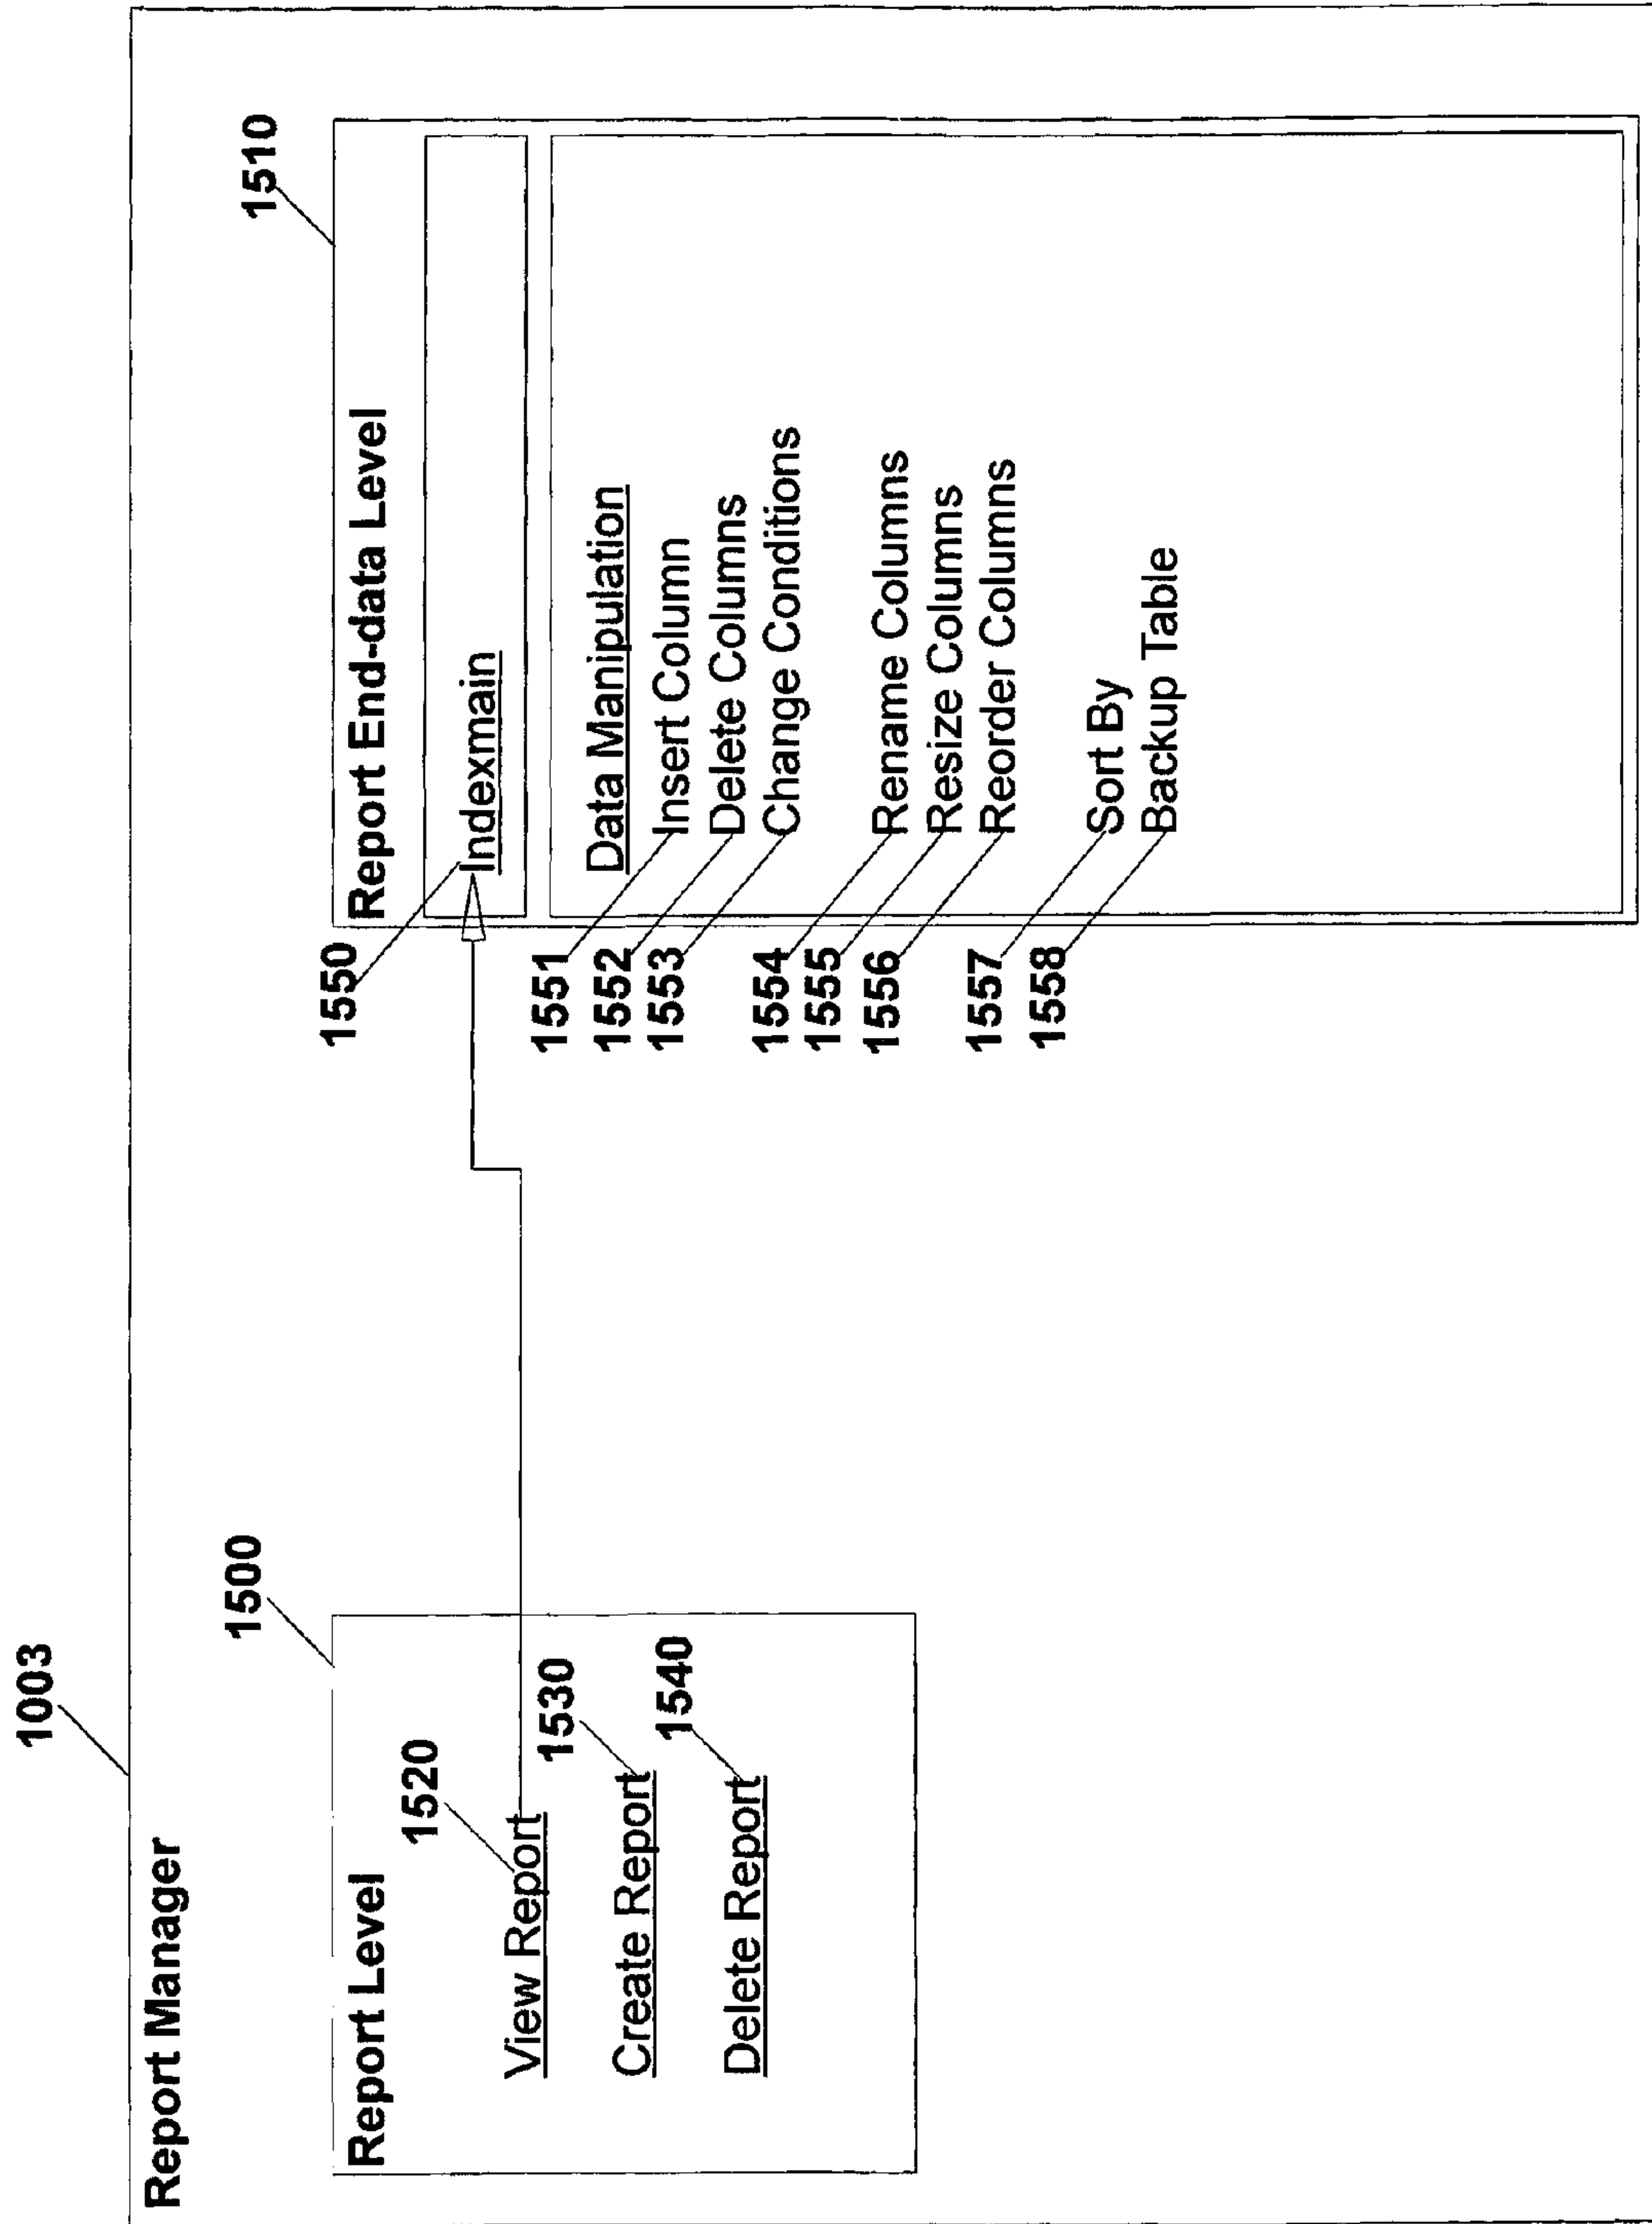 1003
Report Manager
1500
Report Level
1520
View Report
1530
Create Report
1540
Delete Report
1510
Report End-data Level
1550
Indexmain
Data Manipulation
1551
Insert Column
1552
Delete Columns
1553
Change Conditions
1554
Rename Columns
1555
Resize Columns
1556
Reorder Columns
1557
Sort By
1558
Backup Table